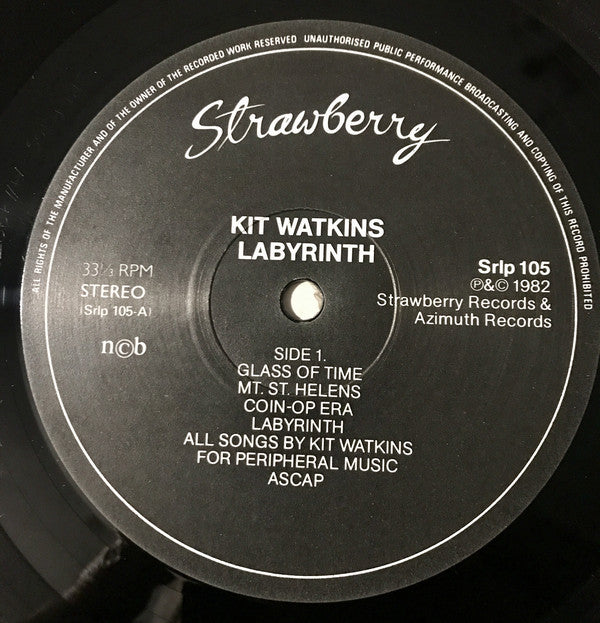 ALL RIGHTS OF THE MANUFACTURER AND OF THE OWNER OF THE RECORDED WORK RESERVED UNAUTHORISED PUBLIC PERFORMANCE BROADCASTING AND COPYING OF THIS RECORD PROHIBITED
Strawberry
KIT WATKINS
LABYRINTH
33⅓ RPM
STEREO
(Srlp 105-A)
n©b
Srlp 105
℗&© 1982
Strawberry Records &
Azimuth Records
SIDE 1.
GLASS OF TIME
MT. ST. HELENS
COIN-OP ERA
LABYRINTH
ALL SONGS BY KIT WATKINS
FOR PERIPHERAL MUSIC
ASCAP